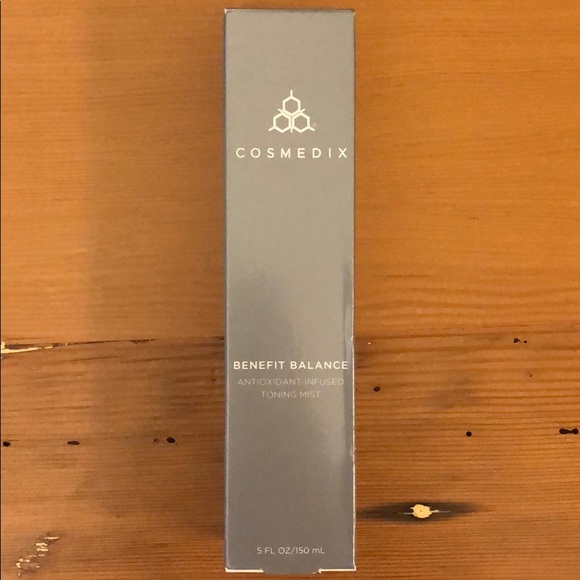 COSMEDIX
BENEFIT BALANCE
ANTIOXIDANT INFUSED
TONING MIST
5 FL OZ/150 mL